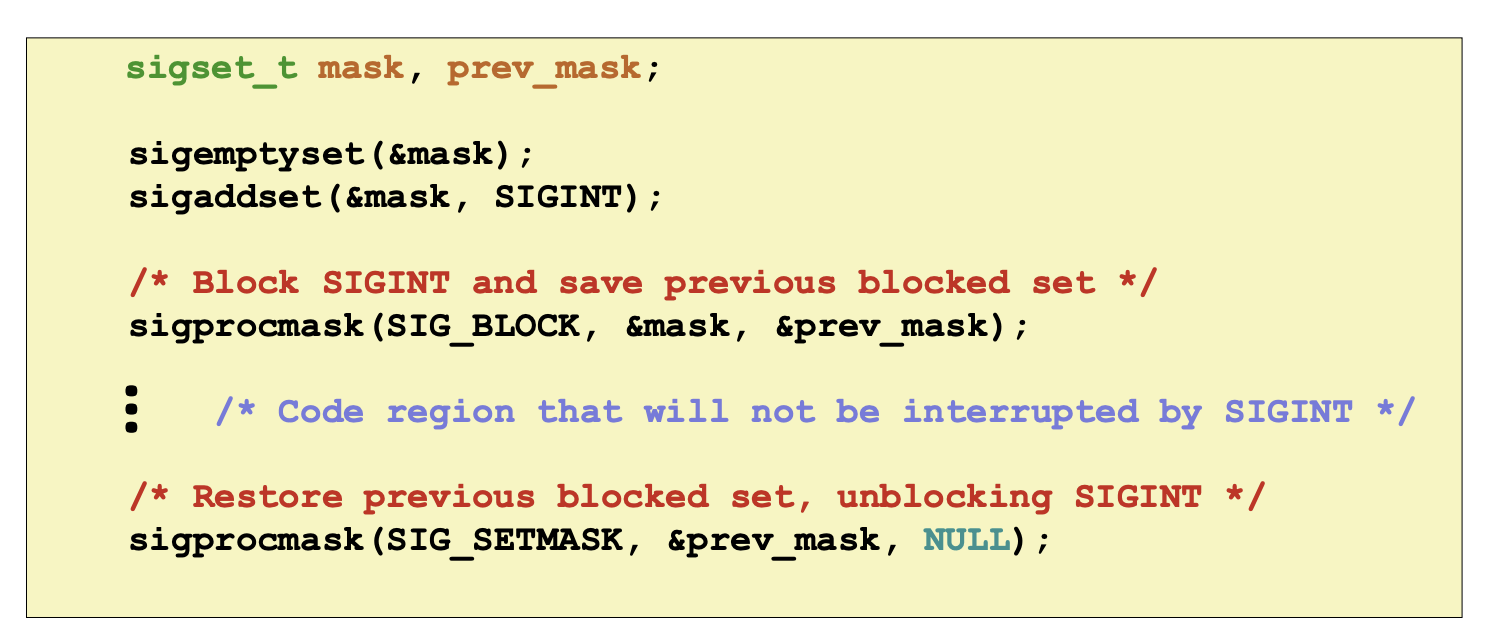 sigset_t mask, prev_mask;
sigemptyset(&mask);
sigaddset(&mask, SIGINT);
/* Block SIGINT and save previous blocked set */
sigprocmask(SIG_BLOCK, &mask, &prev_mask);
/* Code region that will not be interrupted by SIGINT */
/* Restore previous blocked set, unblocking SIGINT */
sigprocmask(SIG_SETMASK, &prev_mask, NULL);